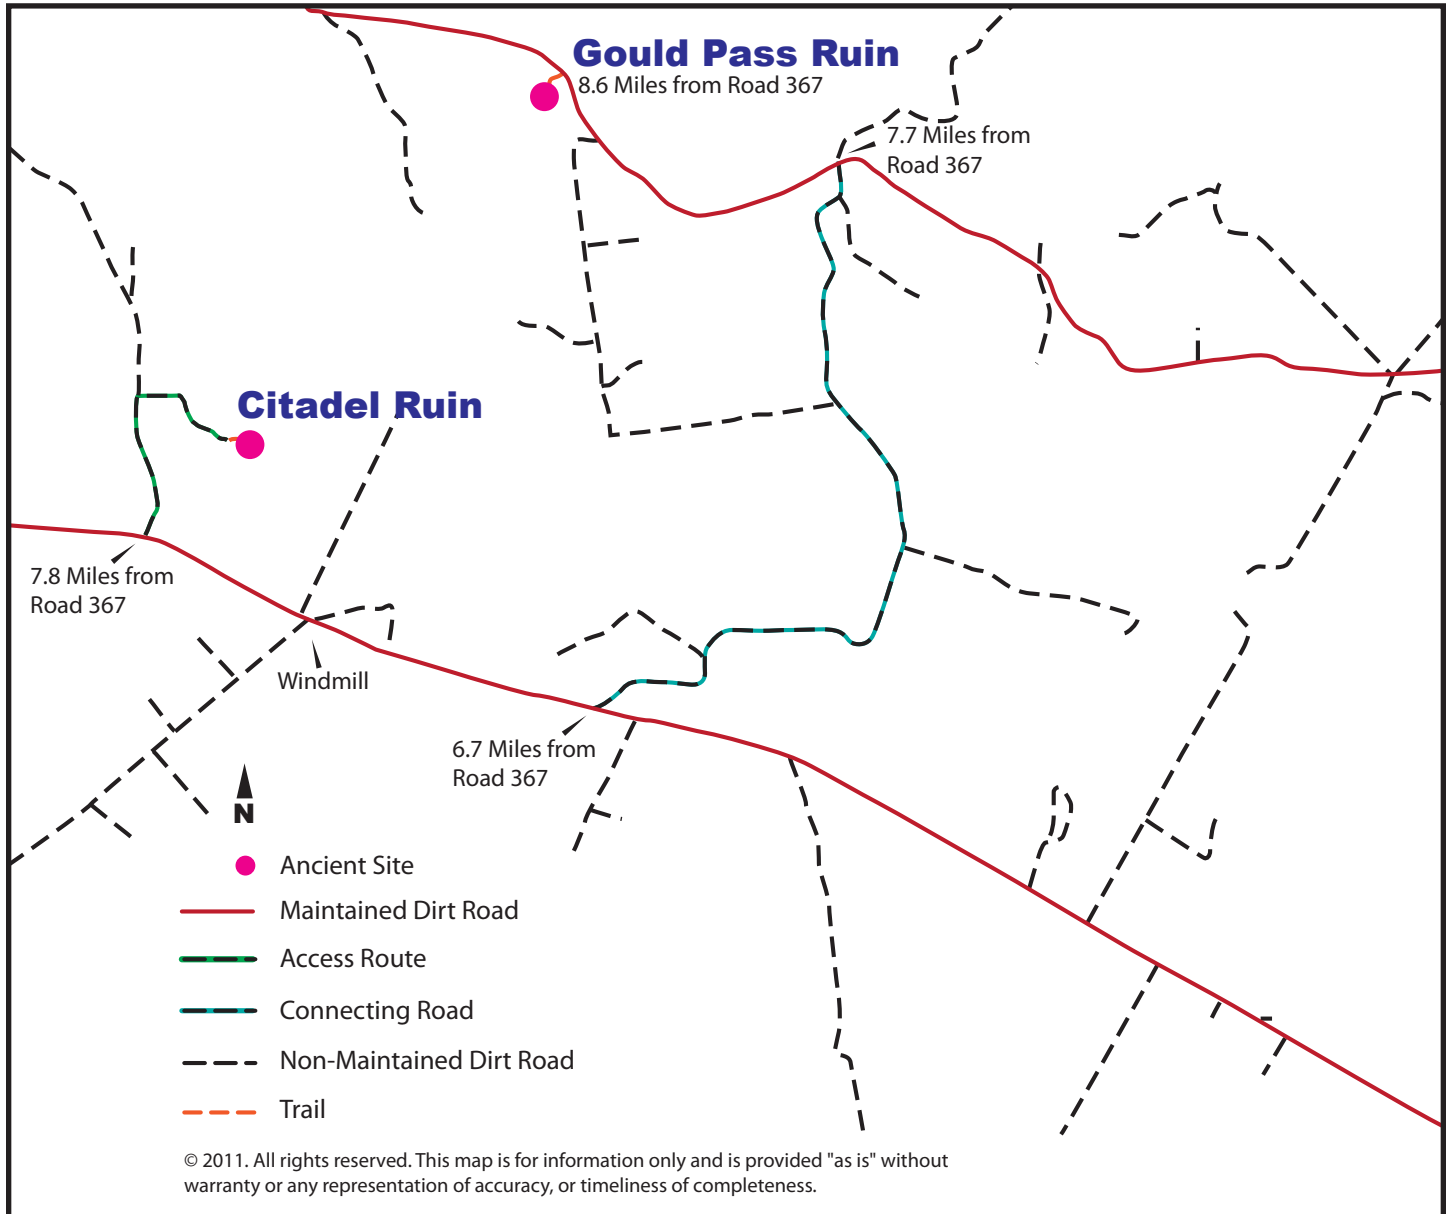 Gould Pass Ruin
8.6 Miles from Road 367
7.7 Miles from
Road 367
Citadel Ruin
7.8 Miles from
Road 367
Windmill
6.7 Miles from
Road 367
N
Ancient Site
Maintained Dirt Road
Access Route
Connecting Road
Non-Maintained Dirt Road
Trail
© 2011. All rights reserved. This map is for information only and is provided "as is" without
warranty or any representation of accuracy, or timeliness of completeness.